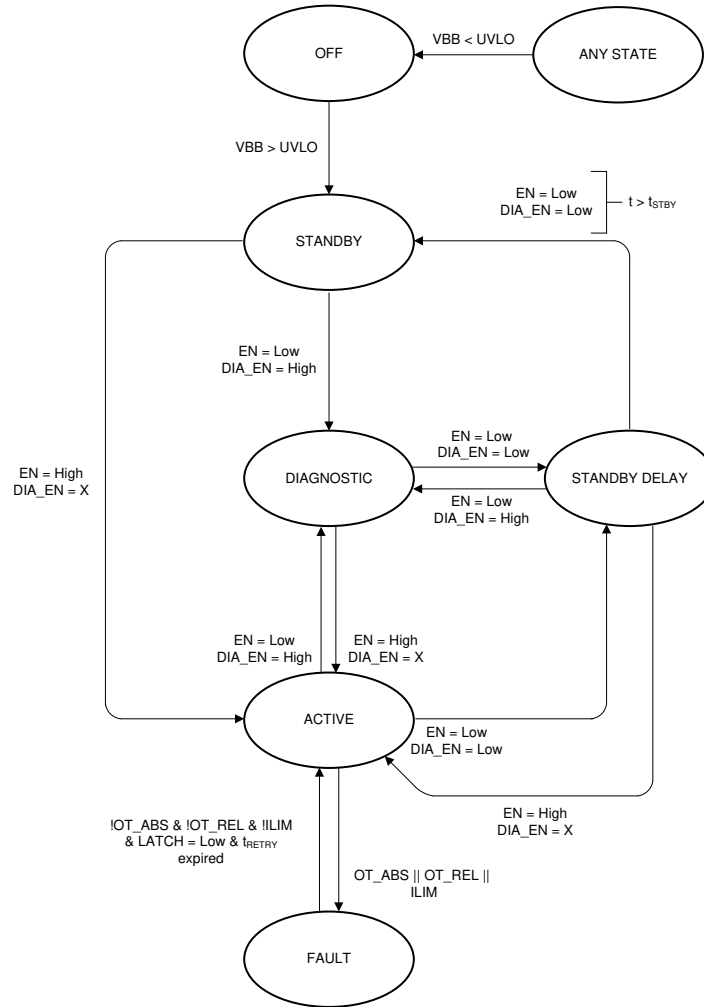 OFF
VBB < UVLO
ANY STATE
VBB > UVLO
EN = Low
DIA_EN = Low
t > tSTBY
STANDBY
EN = Low
DIA_EN = High
EN = High
DIA_EN = X
DIAGNOSTIC
EN = Low
DIA_EN = Low
EN = Low
DIA_EN = High
STANDBY DELAY
EN = Low
DIA_EN = High
EN = High
DIA_EN = X
ACTIVE
EN = Low
DIA_EN = Low
EN = High
DIA_EN = X
!OT_ABS & !OT_REL & !ILIM
& LATCH = Low & tRETRY
expired
OT_ABS || OT_REL ||
ILIM
FAULT